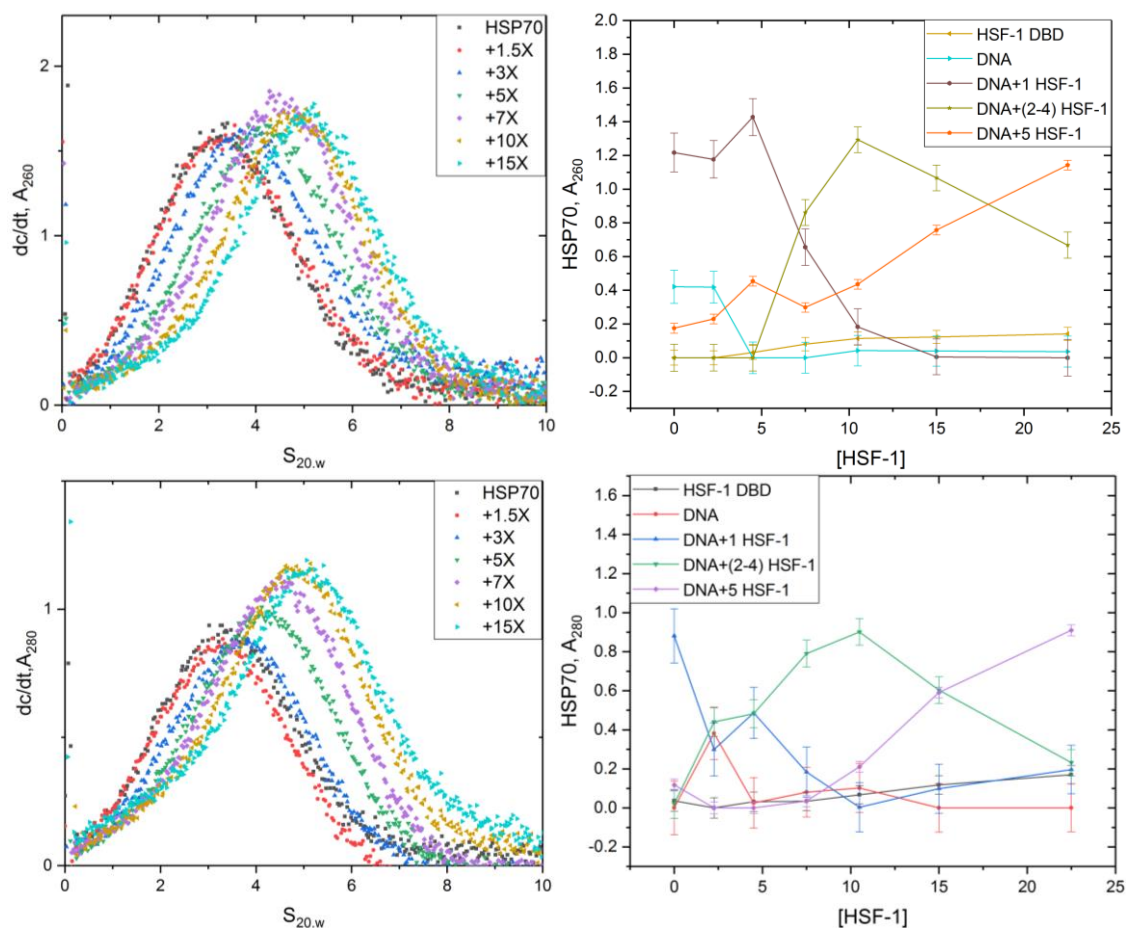 HSP70
+1.5X
+3X
+5X
+7X
+10X
+15X
2
1
0
dc/dt, A260
0 2 4 6 8 10
S20.w
HSF-1 DBD
DNA
DNA+1 HSF-1
DNA+(2-4) HSF-1
DNA+5 HSF-1
2.0
1.8
1.6
1.4
1.2
1.0
0.8
0.6
0.4
0.2
0.0
-0.2
HSP70, A260
0 5 10 15 20 25
[HSF-1]
HSP70
+1.5X
+3X
+5X
+7X
+10X
+15X
1
0
dc/dt,A280
0 2 4 6 8 10
S20.w
HSF-1 DBD
DNA
DNA+1 HSF-1
DNA+(2-4) HSF-1
DNA+5 HSF-1
1.6
1.4
1.2
1.0
0.8
0.6
0.4
0.2
0.0
-0.2
HSP70, A280
0 5 10 15 20 25
[HSF-1]